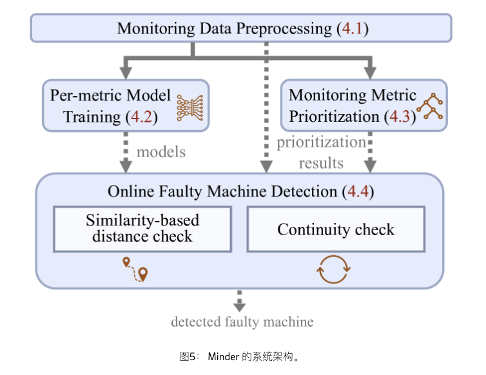 Monitoring Data Preprocessing (4.1)
Per-metric Model
Training (4.2)
Monitoring Metric
Prioritization (4.3)
models
prioritization
results
Online Faulty Machine Detection (4.4)
Similarity-based
distance check
Continuity check
detected faulty machine
图5： Minder 的系统架构。